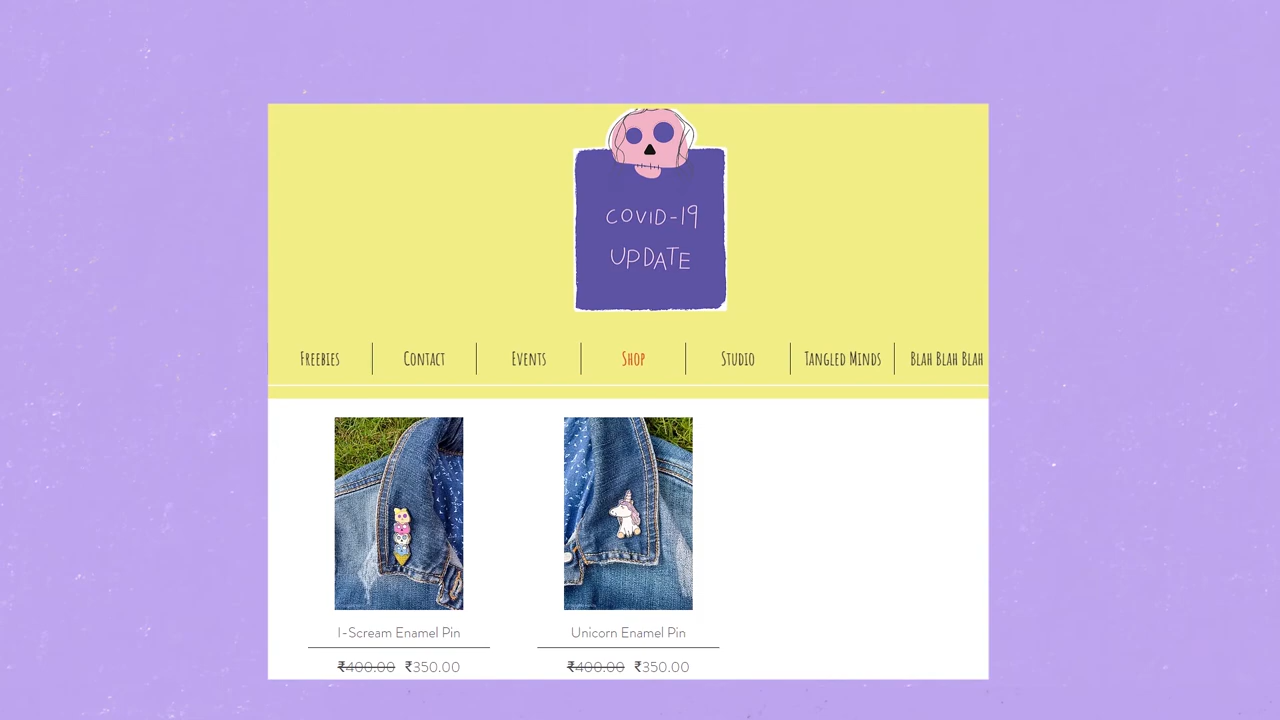 COVID-19
UPDATE
Freebies
Contact
Events
Shop
Studio
Tangled Minds
Blah Blah Blah
I-Scream Enamel Pin
₹400.00 ₹350.00
Unicorn Enamel Pin
₹400.00 ₹350.00